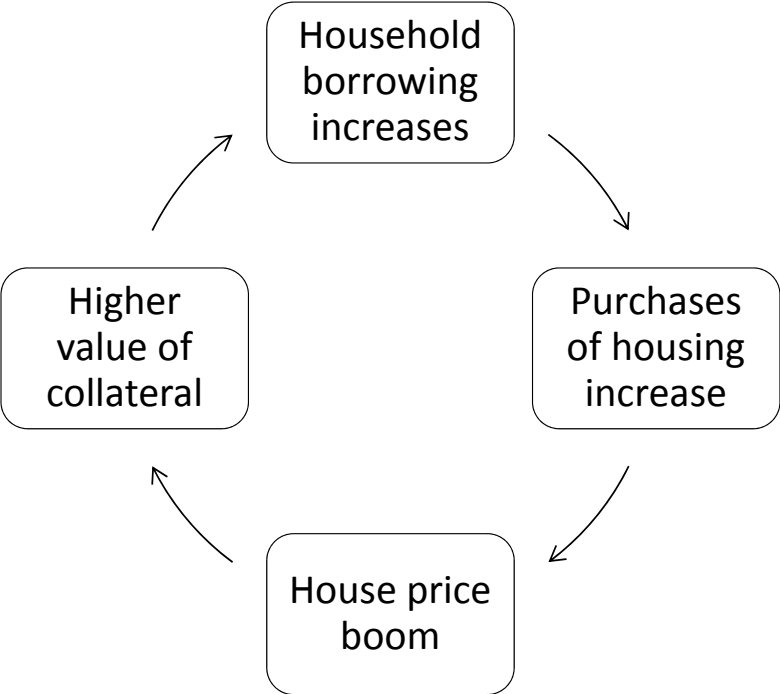 Household
borrowing
increases
Higher
value of
collateral
Purchases
of housing
increase
House price
boom